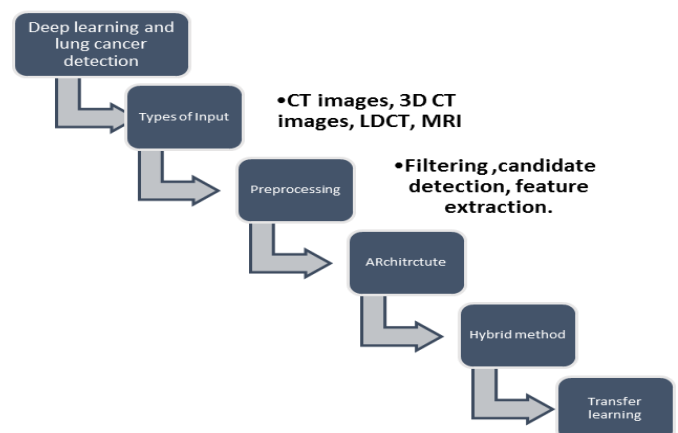 Deep learning and
lung cancer
detection
Types of Input
•CT images, 3D CT
images, LDCT, MRI
Preprocessing
•Filtering ,candidate
detection, feature
extraction.
ARchitrctute
Hybrid method
Transfer
learning